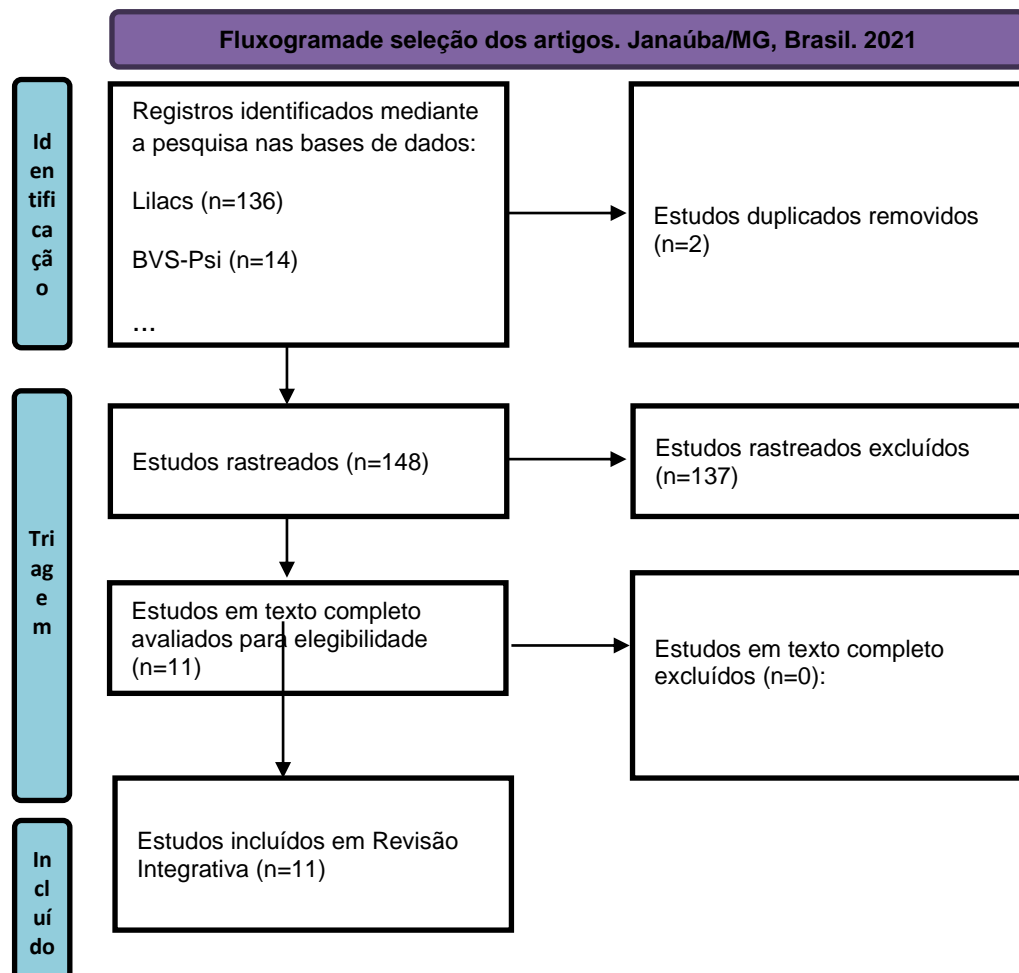 Fluxogramade seleção dos artigos. Janaúba/MG, Brasil. 2021
Id
en
tifi
ca
çã
o
Registros identificados mediante
a pesquisa nas bases de dados:
Lilacs (n=136)
BVS-Psi (n=14)
...
Estudos duplicados removidos
(n=2)
Tri
ag
e
m
Estudos rastreados (n=148)
Estudos rastreados excluídos
(n=137)
Estudos em texto completo
avaliados para elegibilidade
(n=11)
Estudos em texto completo
excluídos (n=0):
In
cl
uí
do
Estudos incluídos em Revisão
Integrativa (n=11)